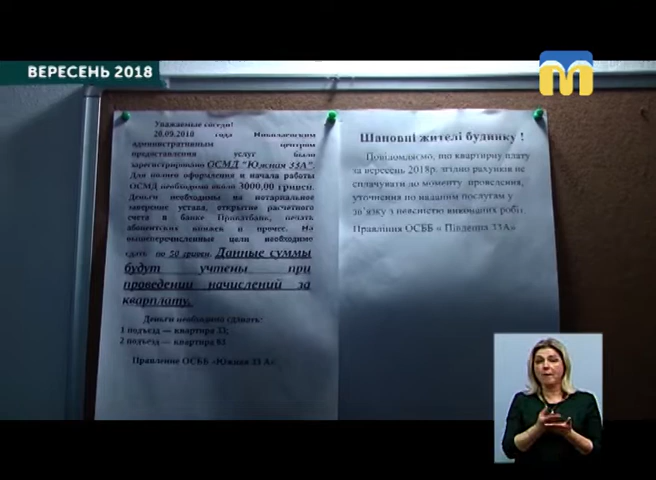 ВЕРЕСЕНЬ 2018
М
Уважаемые соседи!
20.09.2018 года Николаевским
административным центром
предоставления услуг было
зарегистрировано ОСМД "Южная 33А".
Для полного оформления и начала работы
ОСМД необходимо около 3000,00 гривен.
Деньги необходимы на нотариальное
заверение устава, открытие расчетного
счета в банке Приватбанк, печать
абонентских книжек и прочее. На
вышеперечисленные цели необходимо
сдать по 50 гривен. Данные суммы
будут учтены при
проведении начислений за
квартплату.
Деньги необходимо сдавать:
1 подъезд — квартира 33;
2 подъезд — квартира
Правление ОСББ «Южная 33 А»
Шановні жителі будинку !
Повідомляємо, що квартирну плату
за вересень 2018р. згідно рахунків не
сплачувати до моменту проведення,
уточнення по наданим послугам у
зв'язку з неясністю виконаних робіт.
Правління ОСББ « Південна 33А»